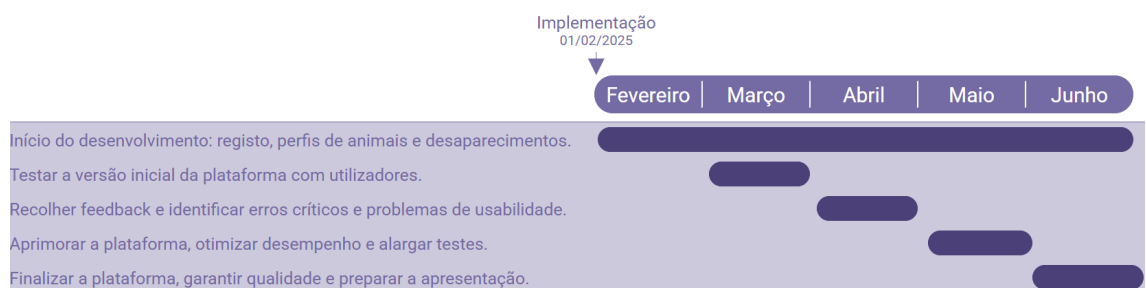 Implementação
01/02/2025
Fevereiro Março Abril Maio Junho
Início do desenvolvimento: registo, perfis de animais e desaparecimentos.
Testar a versão inicial da plataforma com utilizadores.
Recolher feedback e identificar erros críticos e problemas de usabilidade.
Aprimorar a plataforma, otimizar desempenho e alargar testes.
Finalizar a plataforma, garantir qualidade e preparar a apresentação.